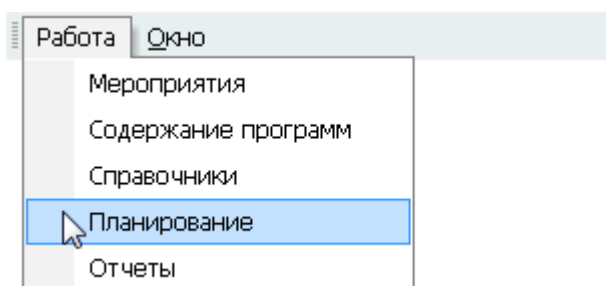 Работа Окно
Мероприятия
Содержание программ
Справочники
Планирование
Отчеты